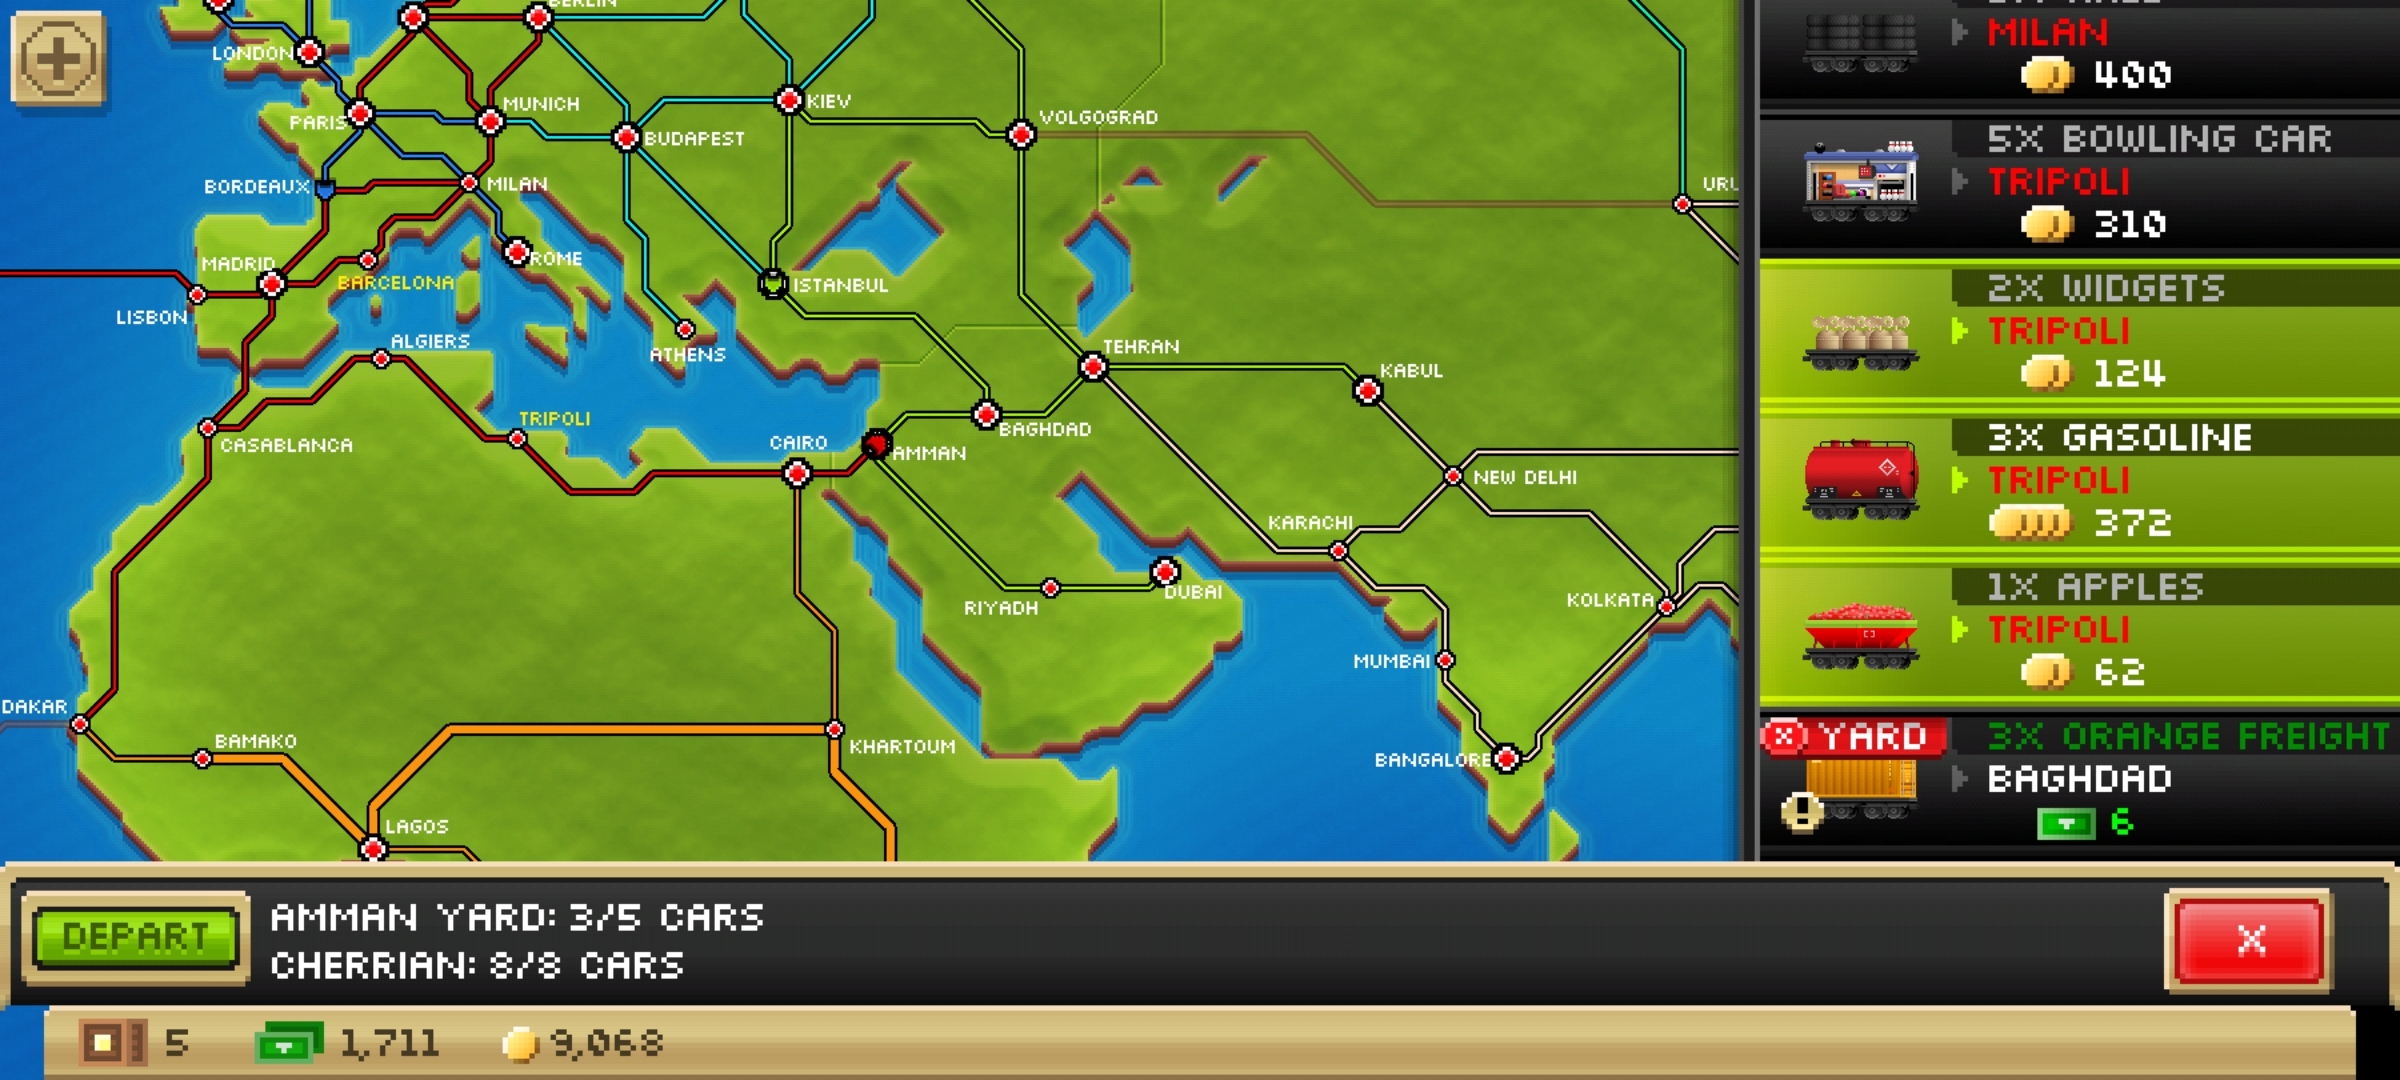 BERLIN
LONDON
MUNICH
KIEV
PARIS
BUDAPEST
VOLGOGRAD
BORDEAUX
MILAN
MADRID
ROME
BARCELONA
ISTANBUL
LISBON
ALGIERS
ATHENS
TEHRAN
KABUL
TRIPOLI
CAIRO
BAGHDAD
CASABLANCA
AMMAN
NEW DELHI
KARACHI
RIYADH
DUBAI
KOLKATA
MUMBAI
DAKAR
BAMAKO
KHARTOUM
BANGALORE
LAGOS
MILAN
400
5X BOWLING CAR
TRIPOLI
310
2X WIDGETS
TRIPOLI
124
3X GASOLINE
TRIPOLI
372
1X APPLES
TRIPOLI
62
YARD
3X ORANGE FREIGHT
BAGHDAD
6
DEPART
AMMAN YARD: 3/5 CARS
CHERRIAN: 8/8 CARS
X
5
1,711
9,068